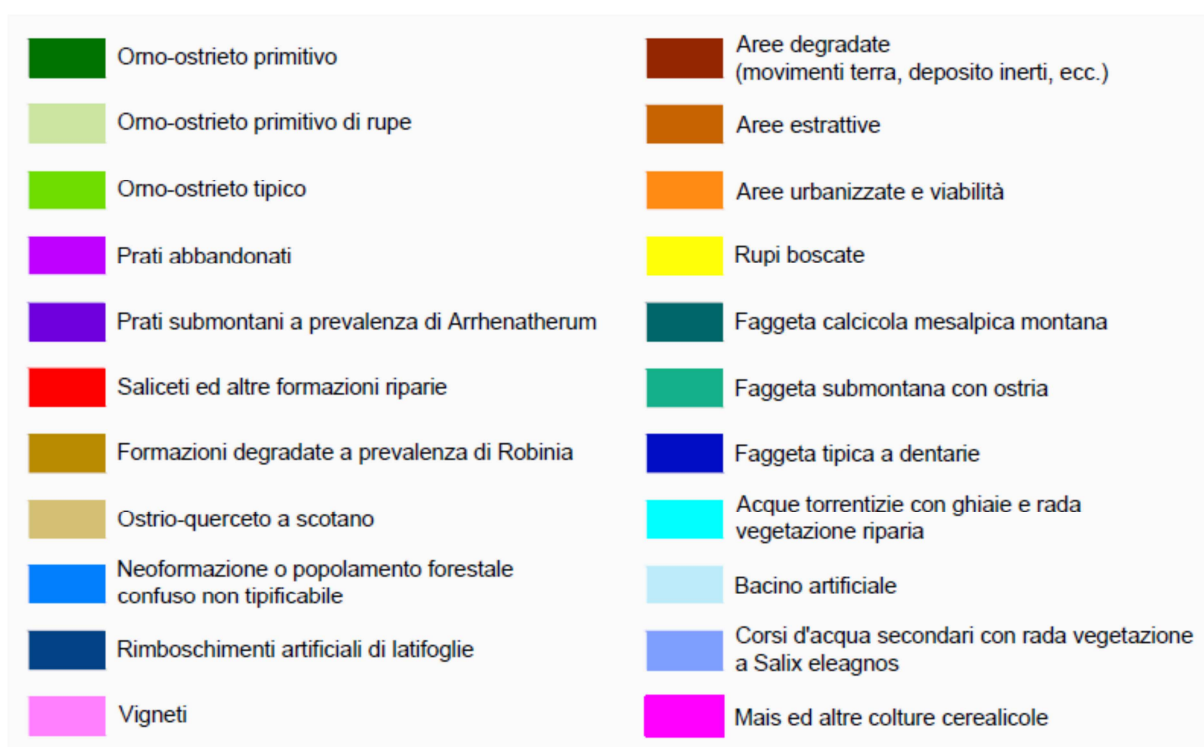 Orno-ostrieto primitivo
Orno-ostrieto primitivo di rupe
Orno-ostrieto tipico
Prati abbandonati
Prati submontani a prevalenza di Arrhenatherum
Saliceti ed altre formazioni riparie
Formazioni degradate a prevalenza di Robinia
Ostrio-querceto a scotano
Neoformazione o popolamento forestale
confuso non tipificabile
Rimboschimenti artificiali di latifoglie
Vigneti
Aree degradate
(movimenti terra, deposito inerti, ecc.)
Aree estrattive
Aree urbanizzate e viabilità
Rupi boscate
Faggeta calcicola mesalpica montana
Faggeta submontana con ostria
Faggeta tipica a dentarie
Acque torrentizie con ghiaie e rada
vegetazione riparia
Bacino artificiale
Corsi d'acqua secondari con rada vegetazione
a Salix eleagnos
Mais ed altre colture cerealicole